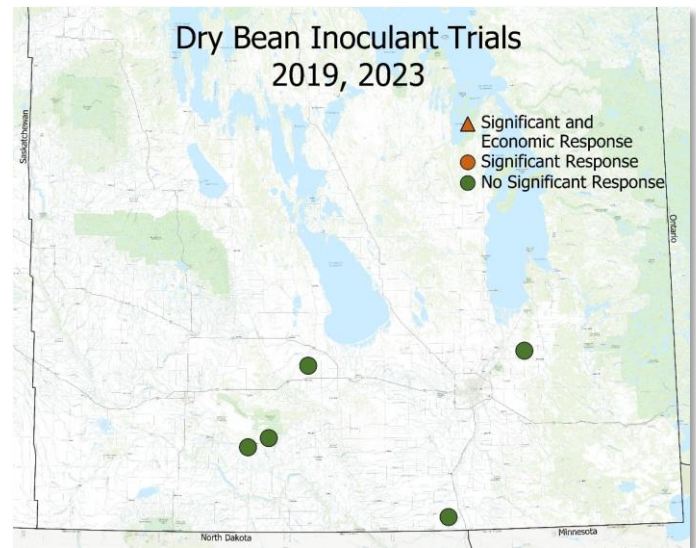 Dry Bean Inoculant Trials
2019, 2023
Significant and
Economic Response
Significant Response
No Significant Response
Saskatchewan
Ontario
North Dakota
Minnesota